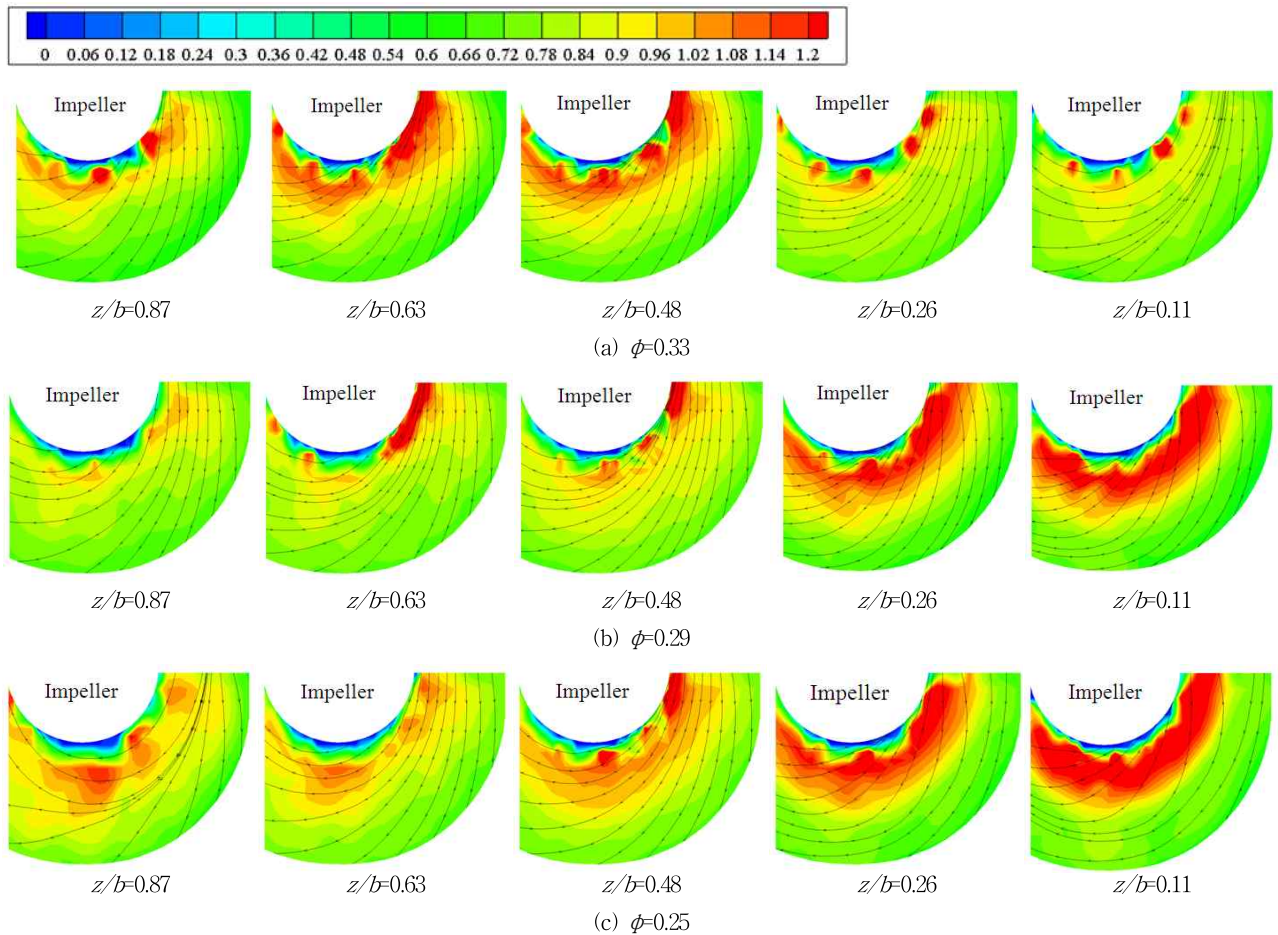 0 0.06 0.12 0.18 0.24 0.3 0.36 0.42 0.48 0.54 0.6 0.66 0.72 0.78 0.84 0.9 0.96 1.02 1.08 1.14 1.2
Impeller Impeller Impeller Impeller Impeller
z/b=0.87 z/b=0.63 z/b=0.48 z/b=0.26 z/b=0.11
(a) ϕ=0.33
Impeller Impeller Impeller Impeller Impeller
z/b=0.87 z/b=0.63 z/b=0.48 z/b=0.26 z/b=0.11
(b) ϕ=0.29
Impeller Impeller Impeller Impeller Impeller
z/b=0.87 z/b=0.63 z/b=0.48 z/b=0.26 z/b=0.11
(c) ϕ=0.25